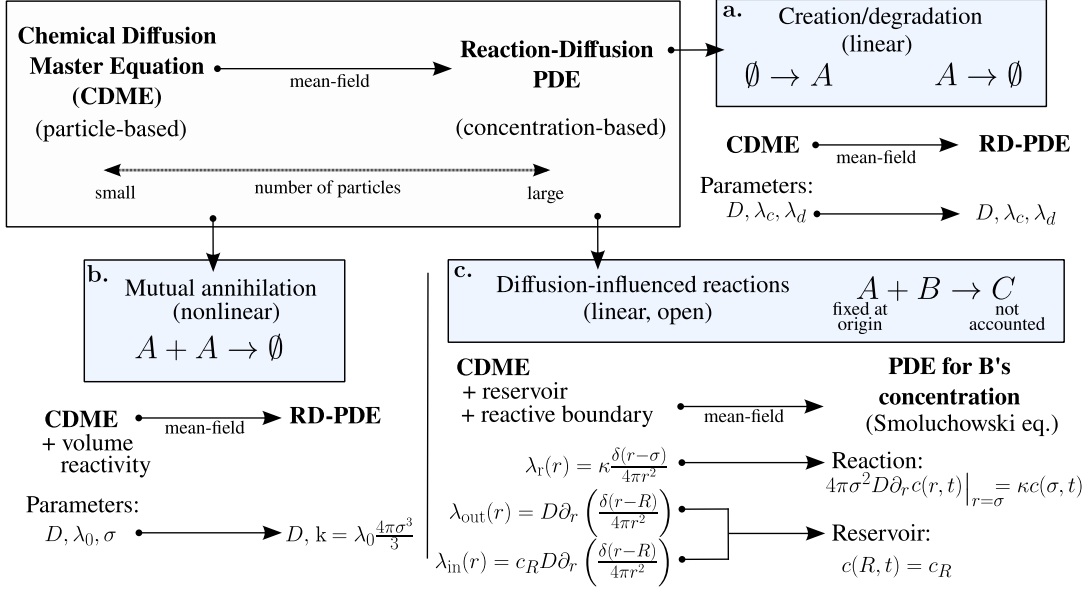 Chemical Diffusion
Master Equation
(CDME)
(particle-based)
mean-field
Reaction-Diffusion
PDE
(concentration-based)
small
number of particles
large
a.
Creation/degradation
(linear)
∅ → A
A → ∅
CDME
mean-field
RD-PDE
Parameters:
D, λ_c, λ_d
D, λ_c, λ_d
b.
Mutual annihilation
(nonlinear)
A + A → ∅
CDME
+ volume
reactivity
mean-field
RD-PDE
Parameters:
D, λ_0, σ
D, k = λ_0 4πσ^3/3
c.
Diffusion-influenced reactions
(linear, open)
A + B → C
fixed at
origin
not
accounted
CDME
+ reservoir
+ reactive boundary
mean-field
PDE for B's
concentration
(Smoluchowski eq.)
λ_r(r) = κ δ(r−σ)/4πr^2
Reaction:
4πσ^2 D∂_r c(r, t)|_{r=σ} = κc(σ, t)
λ_out(r) = D∂_r (δ(r−R)/4πr^2)
λ_in(r) = c_R D∂_r (δ(r−R)/4πr^2)
Reservoir:
c(R, t) = c_R